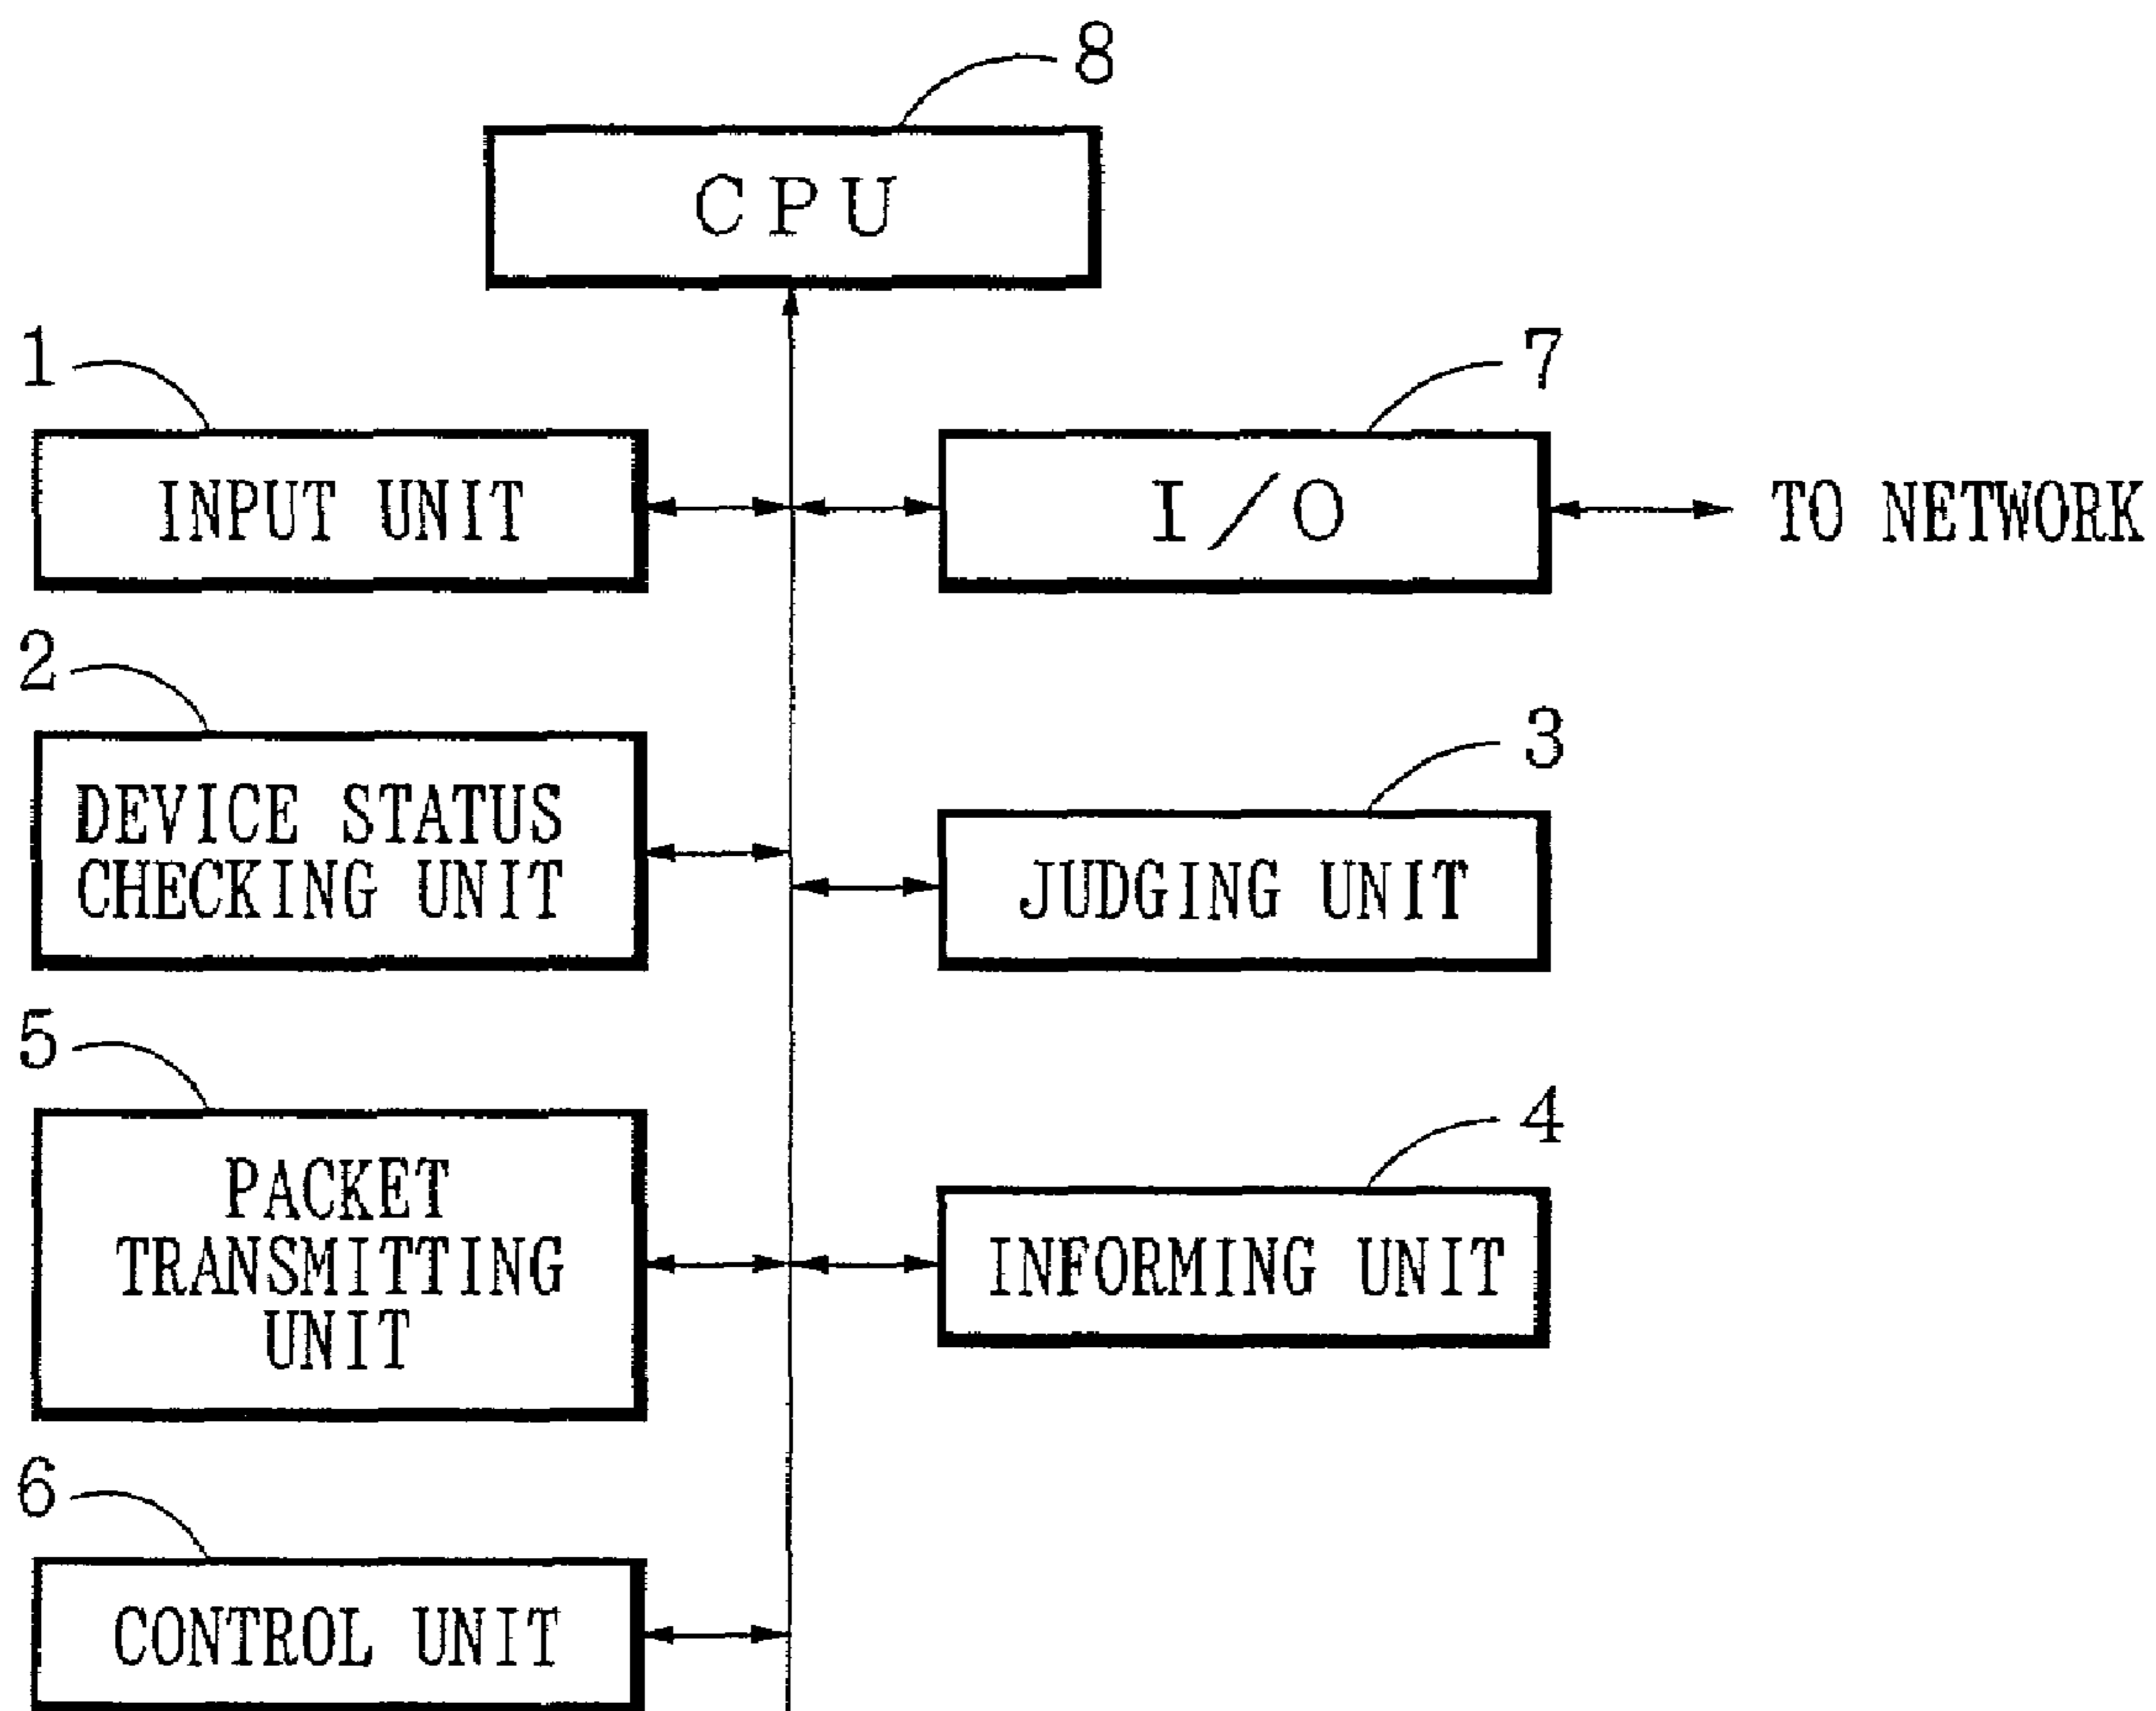 8
CPU
1
7
INPUT UNIT
I/O
TO NETWORK
2
3
DEVICE STATUS
CHECKING UNIT
JUDGING UNIT
5
4
PACKET
TRANSMITTING
UNIT
INFORMING UNIT
6
CONTROL UNIT